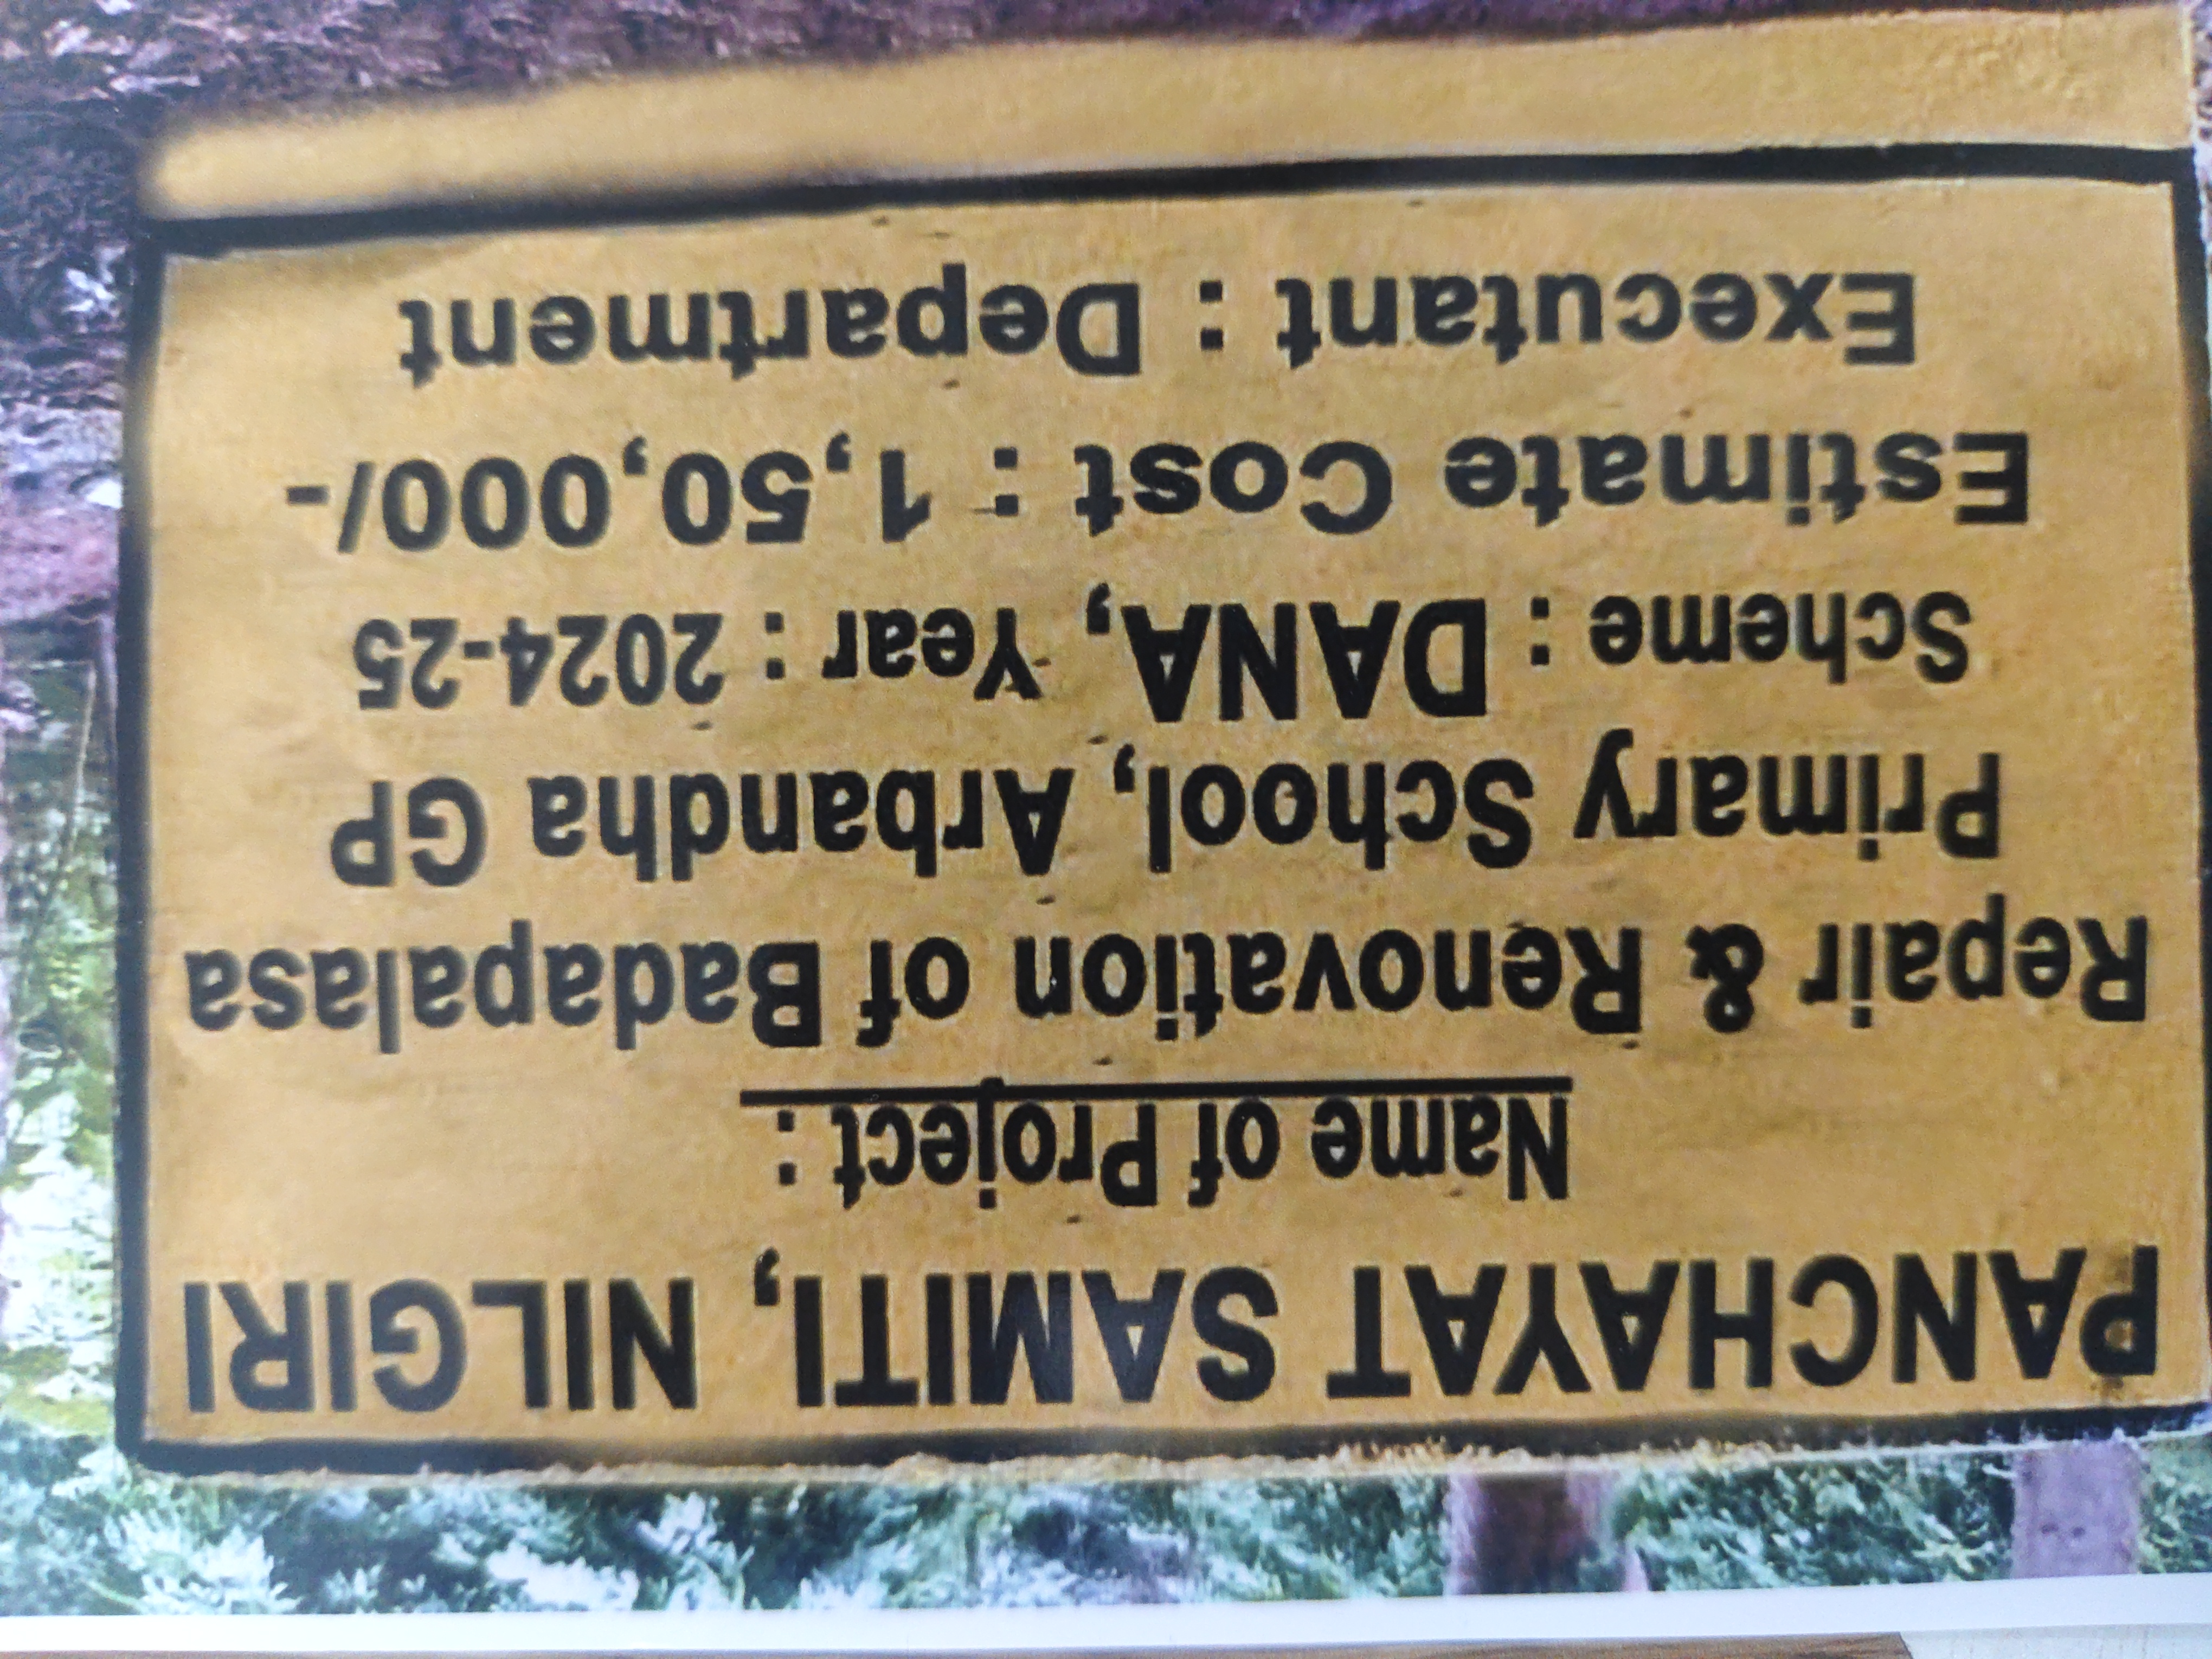 PANCHAYAT SAMITI, NILGIRI
Name of Project :
Repair & Renovation of Badapalasa
Primary School, Arbandha GP
Scheme : DANA, Year : 2024-25
Estimate Cost : 1,50,000/-
Executant : Department